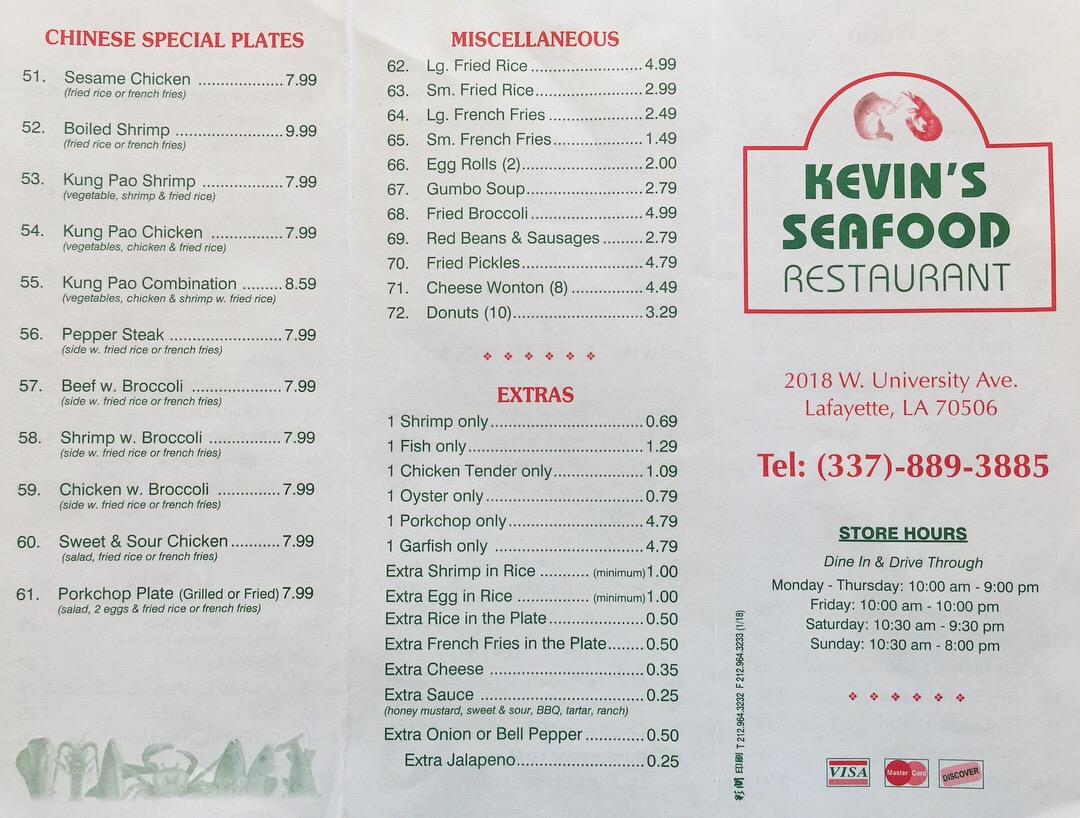 CHINESE SPECIAL PLATES
51. Sesame Chicken ....................7.99
(fried rice or french fries)
52. Boiled Shrimp .........................9.99
(fried rice or french fries)
53. Kung Pao Shrimp ...................7.99
(vegetable, shrimp & fried rice)
54. Kung Pao Chicken .................7.99
(vegetables, chicken & fried rice)
55. Kung Pao Combination .........8.59
(vegetables, chicken & shrimp w. fried rice)
56. Pepper Steak ..........................7.99
(side w. fried rice or french fries)
57. Beef w. Broccoli .....................7.99
(side w. fried rice or french fries)
58. Shrimp w. Broccoli .................7.99
(side w. fried rice or french fries)
59. Chicken w. Broccoli ...............7.99
(side w. fried rice or french fries)
60. Sweet & Sour Chicken...........7.99
(salad, fried rice or french fries)
61. Porkchop Plate (Grilled or Fried) 7.99
(salad, 2 eggs & fried rice or french fries)
MISCELLANEOUS
62. Lg. Fried Rice..........................4.99
63. Sm. Fried Rice.........................2.99
64. Lg. French Fries ......................2.49
65. Sm. French Fries.....................1.49
66. Egg Rolls (2)............................2.00
67. Gumbo Soup...........................2.79
68. Fried Broccoli ..........................4.99
69. Red Beans & Sausages .........2.79
70. Fried Pickles............................4.79
71. Cheese Wonton (8) .................4.49
72. Donuts (10)..............................3.29
EXTRAS
1 Shrimp only...................................0.69
1 Fish only........................................1.29
1 Chicken Tender only.....................1.09
1 Oyster only....................................0.79
1 Porkchop only...............................4.79
1 Garfish only ..................................4.79
Extra Shrimp in Rice ........... (minimum)1.00
Extra Egg in Rice ................ (minimum)1.00
Extra Rice in the Plate......................0.50
Extra French Fries in the Plate........0.50
Extra Cheese ...................................0.35
Extra Sauce .....................................0.25
(honey mustard, sweet & sour, BBQ, tartar, ranch)
Extra Onion or Bell Pepper..............0.50
Extra Jalapeno..............................0.25
KEVIN'S
SEAFOOD
RESTAURANT
2018 W. University Ave.
Lafayette, LA 70506
Tel: (337)-889-3885
STORE HOURS
Dine In & Drive Through
Monday - Thursday: 10:00 am - 9:00 pm
Friday: 10:00 am - 10:00 pm
Saturday: 10:30 am - 9:30 pm
Sunday: 10:30 am - 8:00 pm
印刷 T 212.964.3232 F 212.964.3233 (1/18)
VISA
MasterCard
DISCOVER